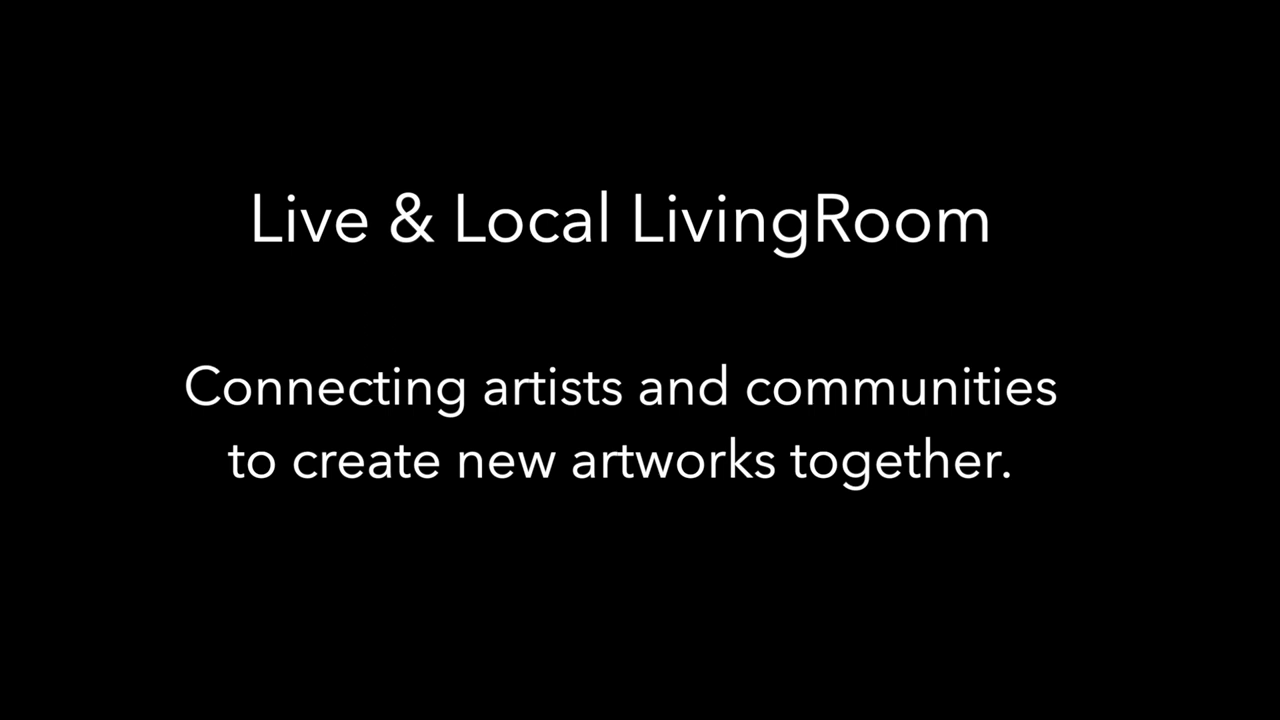 Live & Local LivingRoom
Connecting artists and communities
to create new artworks together.